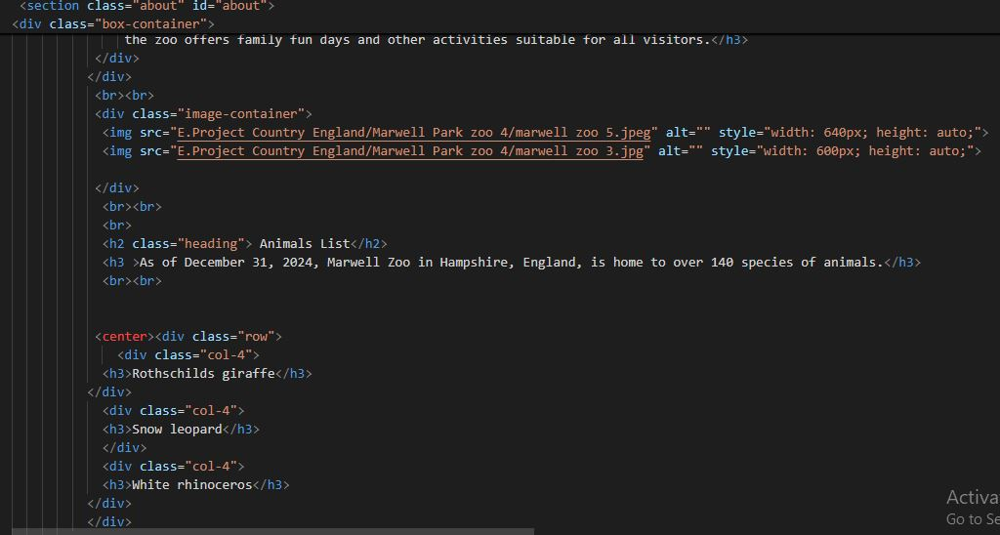 <section class="about" id="about">
<div class="box-container">
the zoo offers family fun days and other activities suitable for all visitors.</h3>
</div>
</div>
<br><br>
<div class="image-container">
<img src="E.Project Country England/Marwell Park zoo 4/marwell zoo 5.jpeg" alt="" style="width: 640px; height: auto;">
<img src="E.Project Country England/Marwell Park zoo 4/marwell zoo 3.jpg" alt="" style="width: 600px; height: auto;">
</div>
<br><br>
<br>
<h2 class="heading"> Animals List</h2>
<h3 >As of December 31, 2024, Marwell Zoo in Hampshire, England, is home to over 140 species of animals.</h3>
<br><br>
<center><div class="row">
<div class="col-4">
<h3>Rothschilds giraffe</h3>
</div>
<div class="col-4">
<h3>Snow leopard</h3>
</div>
<div class="col-4">
<h3>White rhinoceros</h3>
</div>
</div>
Activa
Go to Se